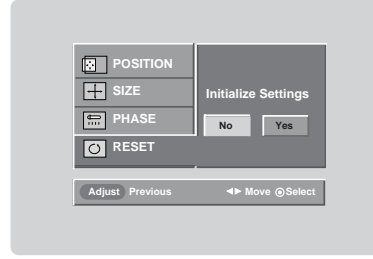 POSITION
SIZE
PHASE
RESET
Initialize Settings
No Yes
Adjust Previous ◄► Move ⊙Select